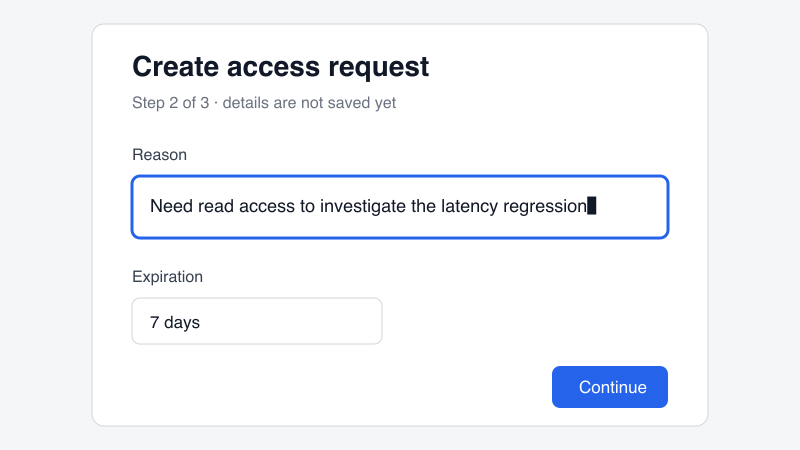 Create access request
Step 2 of 3 · details are not saved yet
Reason
Need read access to investigate the latency regression
Expiration
7 days
Continue